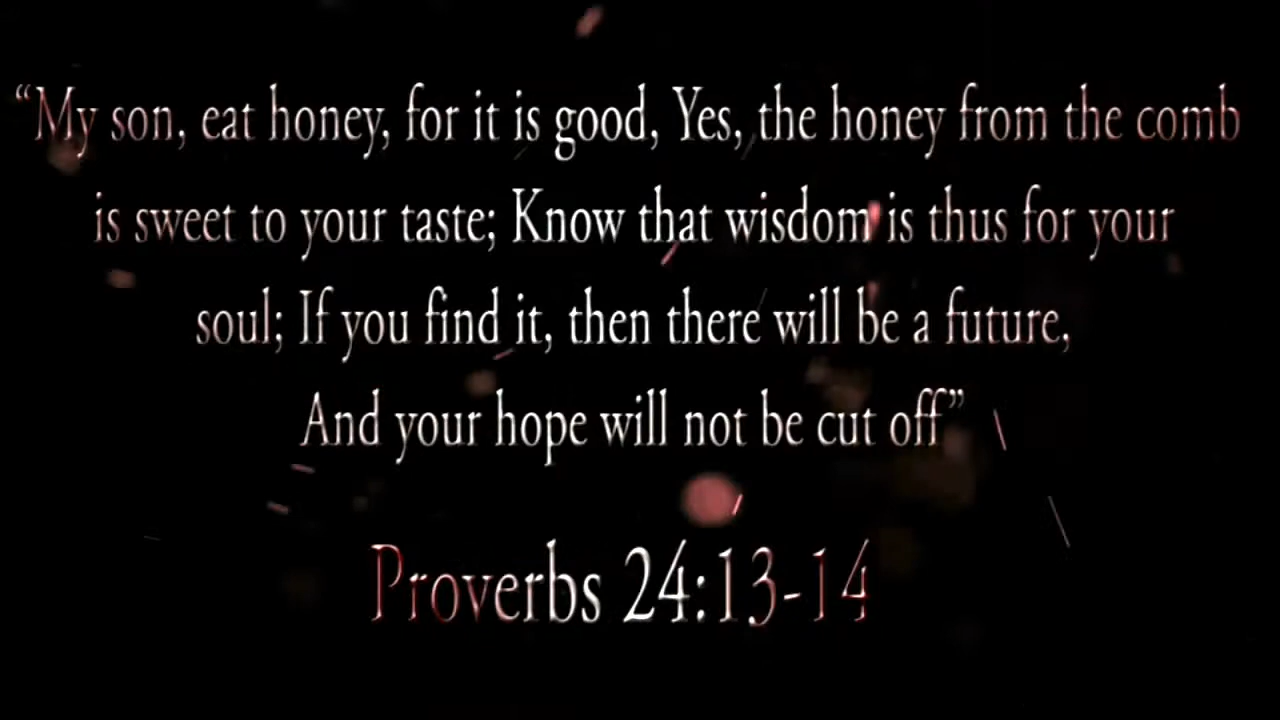 “My son, eat honey, for it is good, Yes, the honey from the comb
is sweet to your taste; Know that wisdom is thus for your
soul; If you find it, then there will be a future,
And your hope will not be cut off”
Proverbs 24:13-14